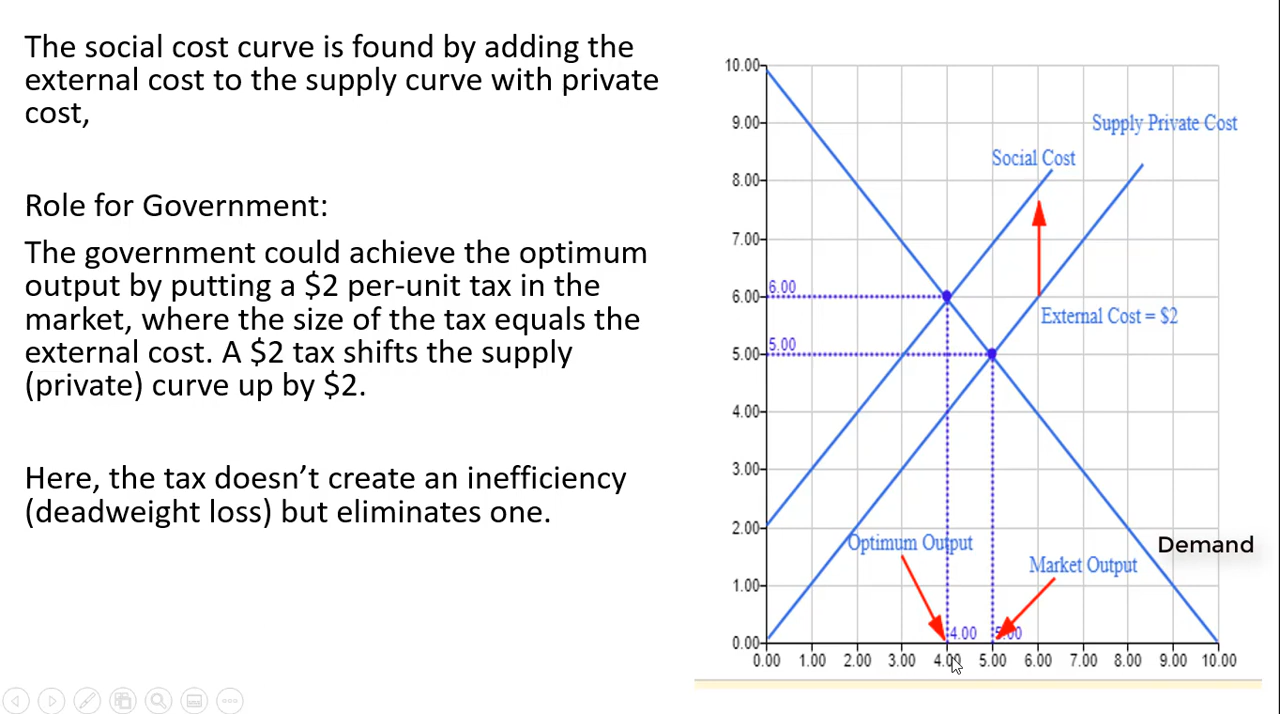 The social cost curve is found by adding the
external cost to the supply curve with private
cost,
Role for Government:
The government could achieve the optimum
output by putting a $2 per-unit tax in the
market, where the size of the tax equals the
external cost. A $2 tax shifts the supply
(private) curve up by $2.
Here, the tax doesn’t create an inefficiency
(deadweight loss) but eliminates one.
10.00
9.00
Supply Private Cost
Social Cost
8.00
7.00
6.00
6.00
External Cost = $2
5.00
5.00
4.00
3.00
2.00
Optimum Output
Demand
Market Output
1.00
4.00
5.00
0.00
0.00 1.00 2.00 3.00 4.00 5.00 6.00 7.00 8.00 9.00 10.00